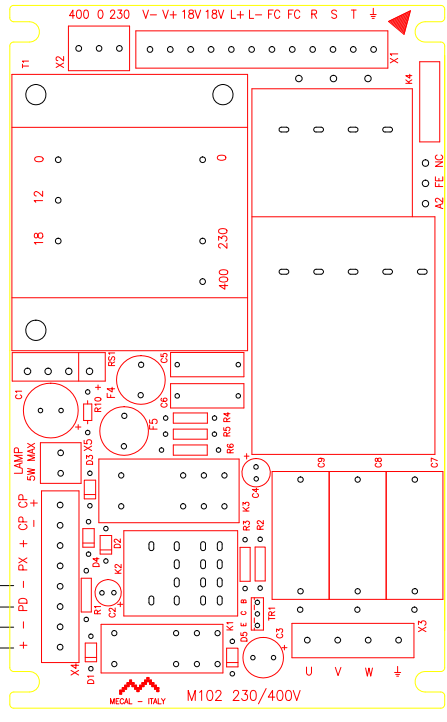 400 0 230 V- V+ 18V 18V L+ L- FC FC R S T ⏚
X2 X1
T1 K4
0 0
12
18 230
400
NC
FE
A2
RS1 C5
+
C1 F4 C6
R10
+ F5 R4
X5 R5
R6
LAMP
5W MAX
D3
+ C4
C9 C8 C7
K3
CP +
CP -
D2 R3 R2
D4 K2
PX +
-
PD
-
+
R1 C2 +
B C E TR1
K1 D5 C3 +
X3
X4 D1
U V W ⏚
MECAL - ITALY M102 230/400V